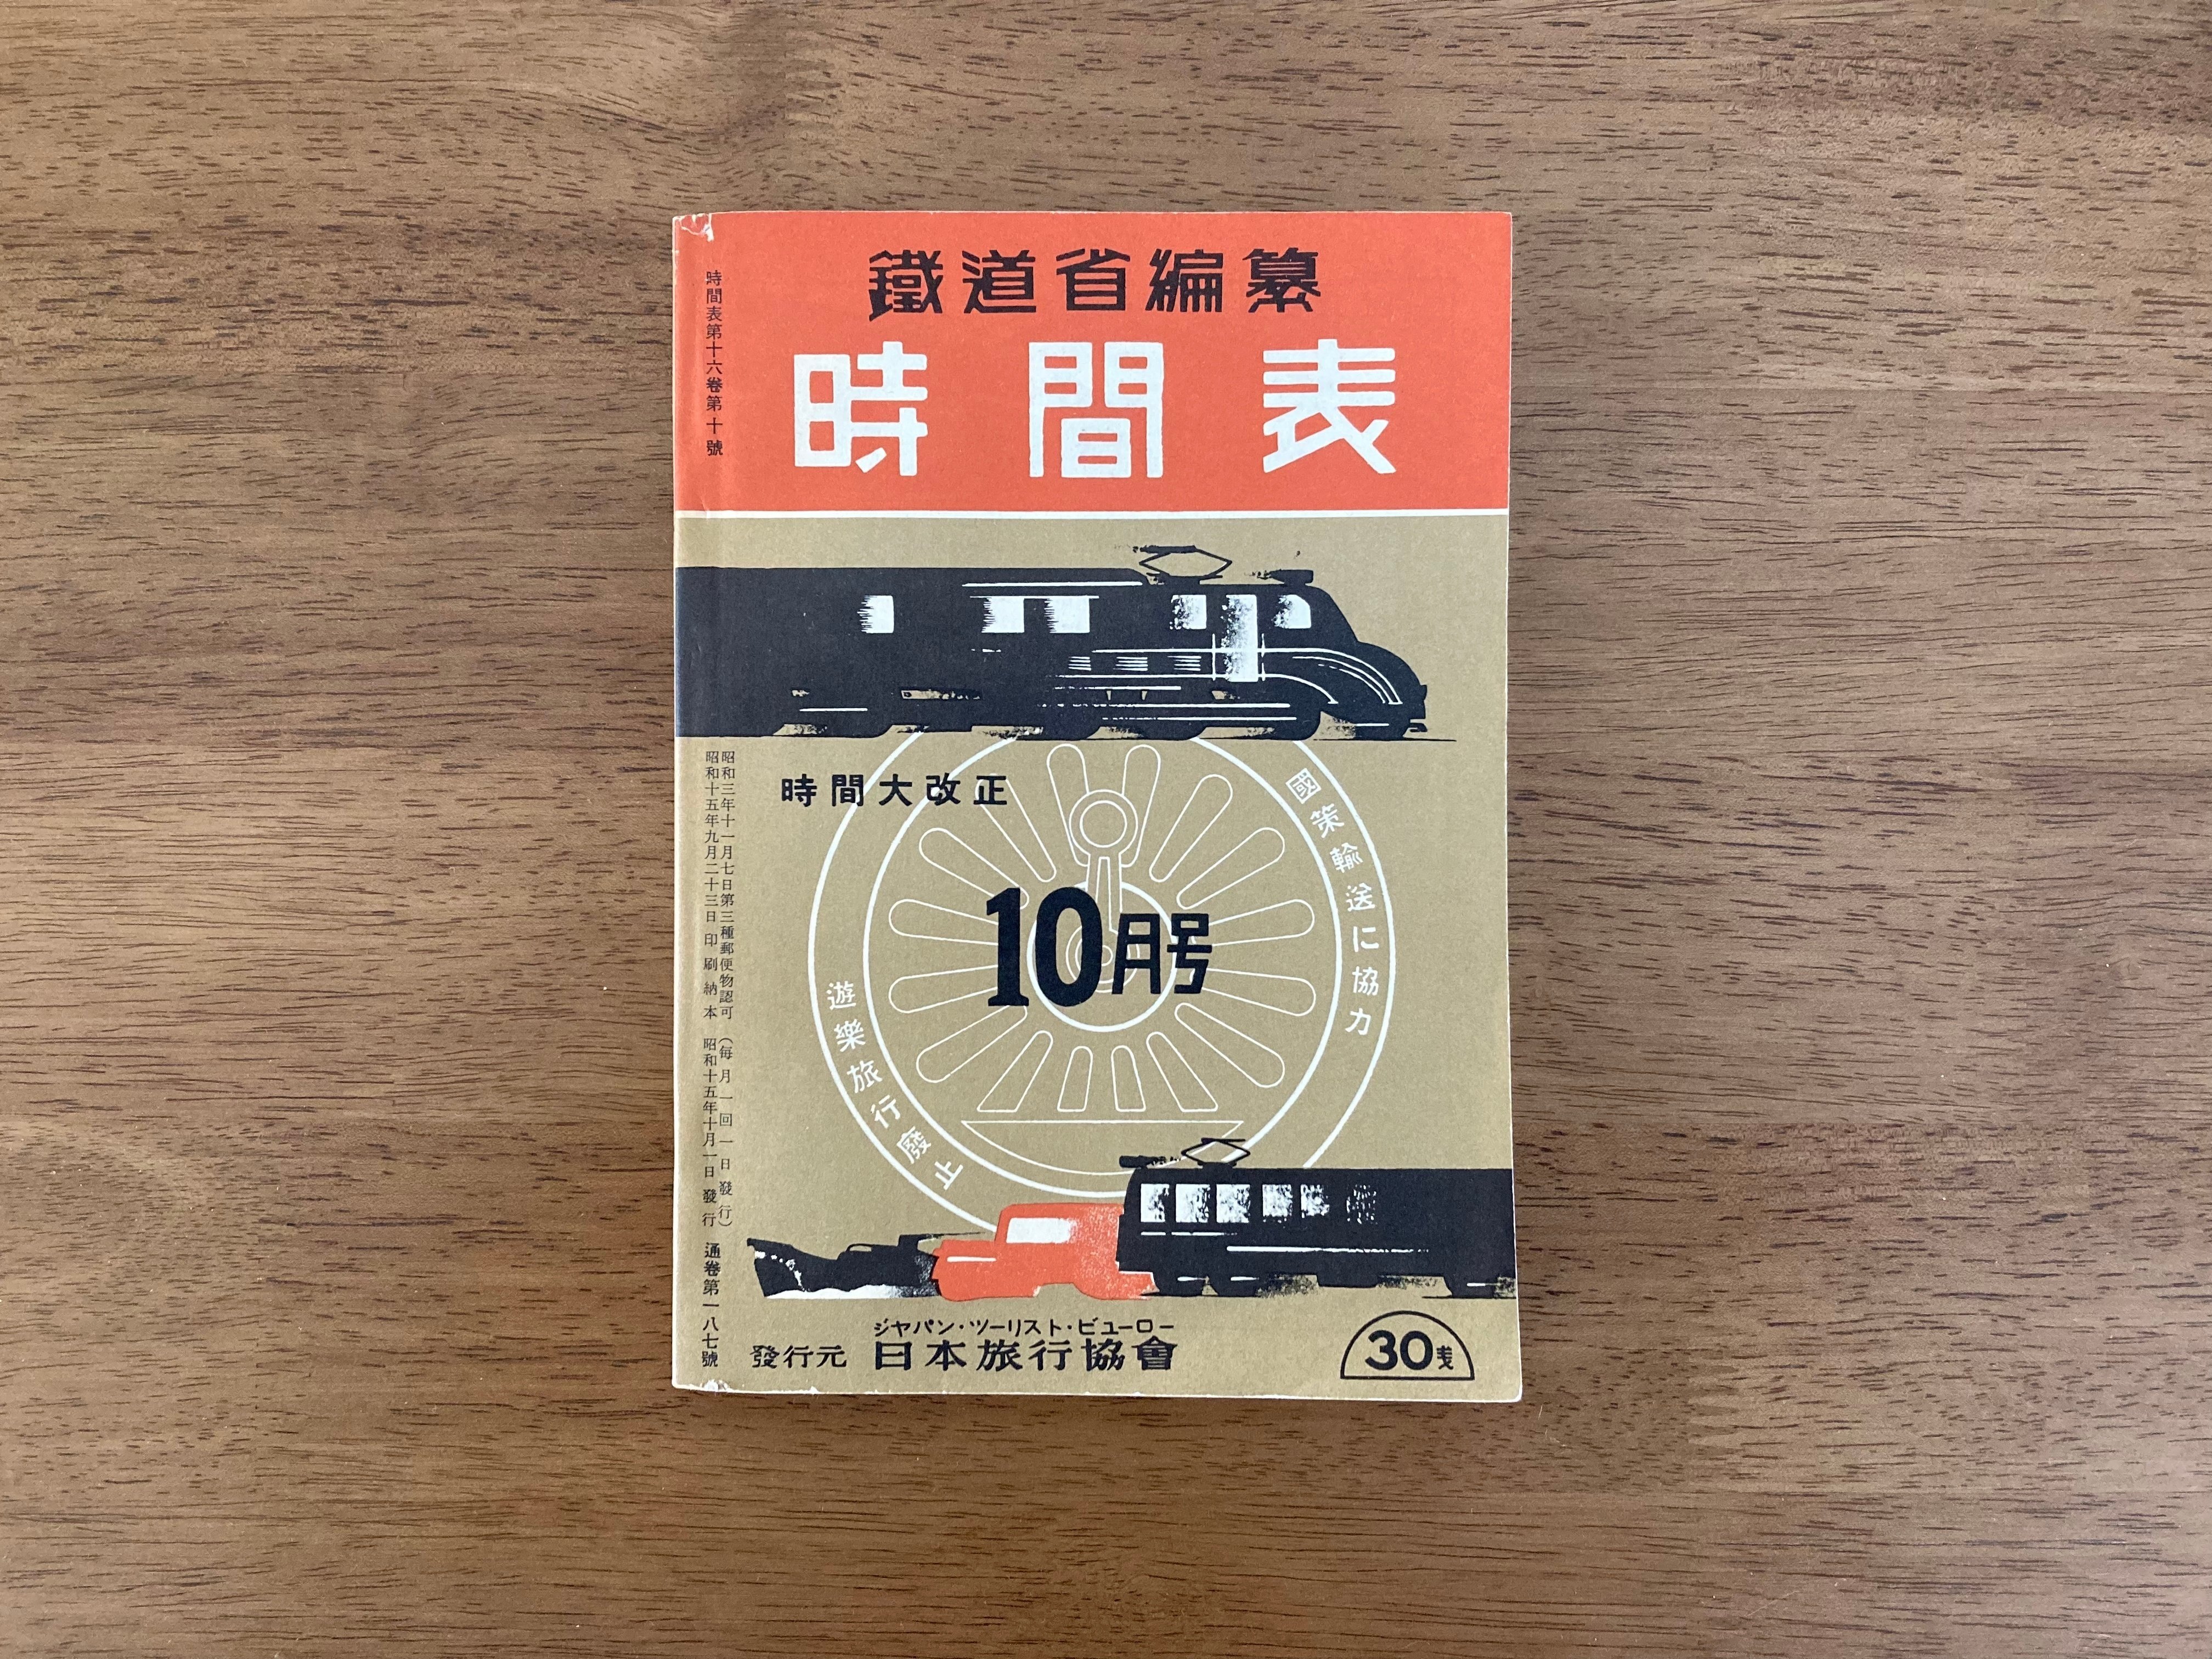 鐵道省編纂
時間表
時間表第十六卷第十號
時間大改正
國策輸送に協力
10月号
遊樂旅行廢止
昭和三年十一月七日第三種郵便物認可 (每月一回一日發行)
昭和十五年九月二十三日印刷納本 昭和十五年十月一日發行 通卷第一八七號
ジヤパン・ツーリスト・ビューロー
發行元 日本旅行協會
30銭